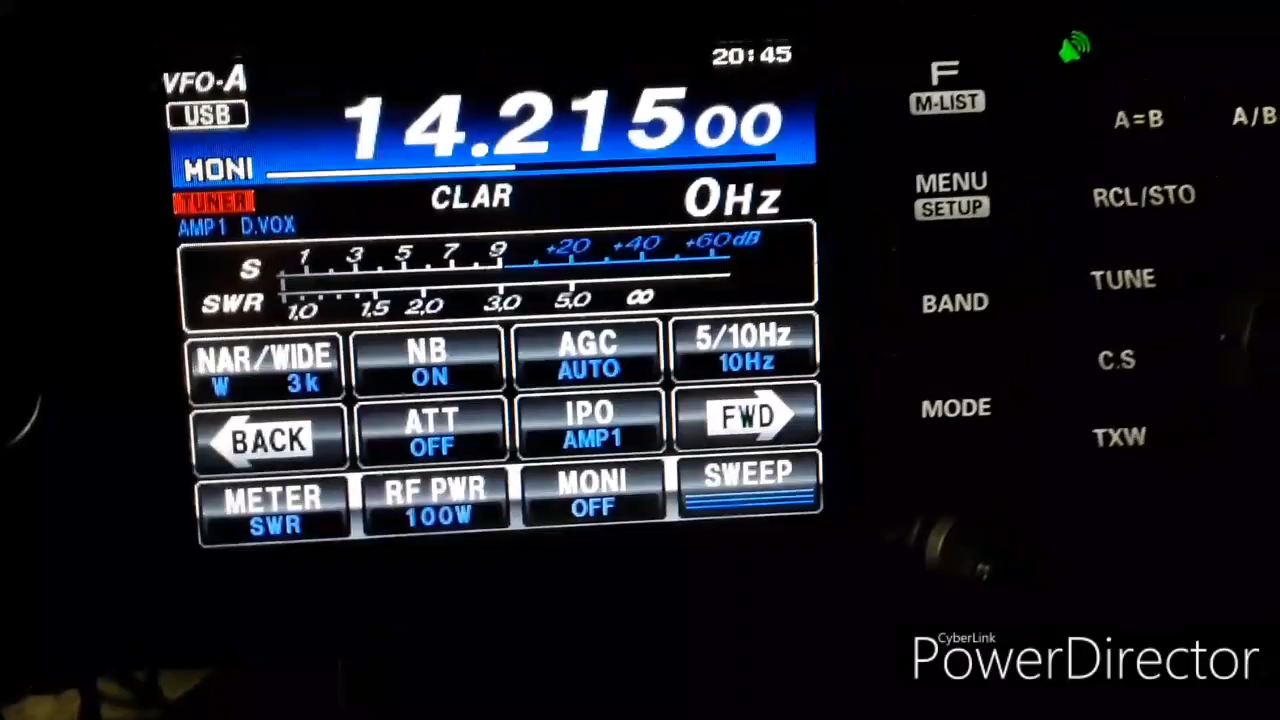 20:45
VFO-A
USB
14.21500
MONI
TUNER
CLAR
0Hz
AMP1 D.VOX
S 1 3 5 7 9 +20 +40 +60dB
SWR 1.0 1.5 2.0 3.0 5.0 ∞
NAR/WIDE
W 3k
NB
ON
AGC
AUTO
5/10Hz
10Hz
BACK
ATT
OFF
IPO
AMP1
FWD
METER
SWR
RF PWR
100W
MONI
OFF
SWEEP
F
M-LIST
MENU
SETUP
BAND
MODE
A=B
A/B
RCL/STO
TUNE
C.S
TXW
CyberLink
PowerDirector